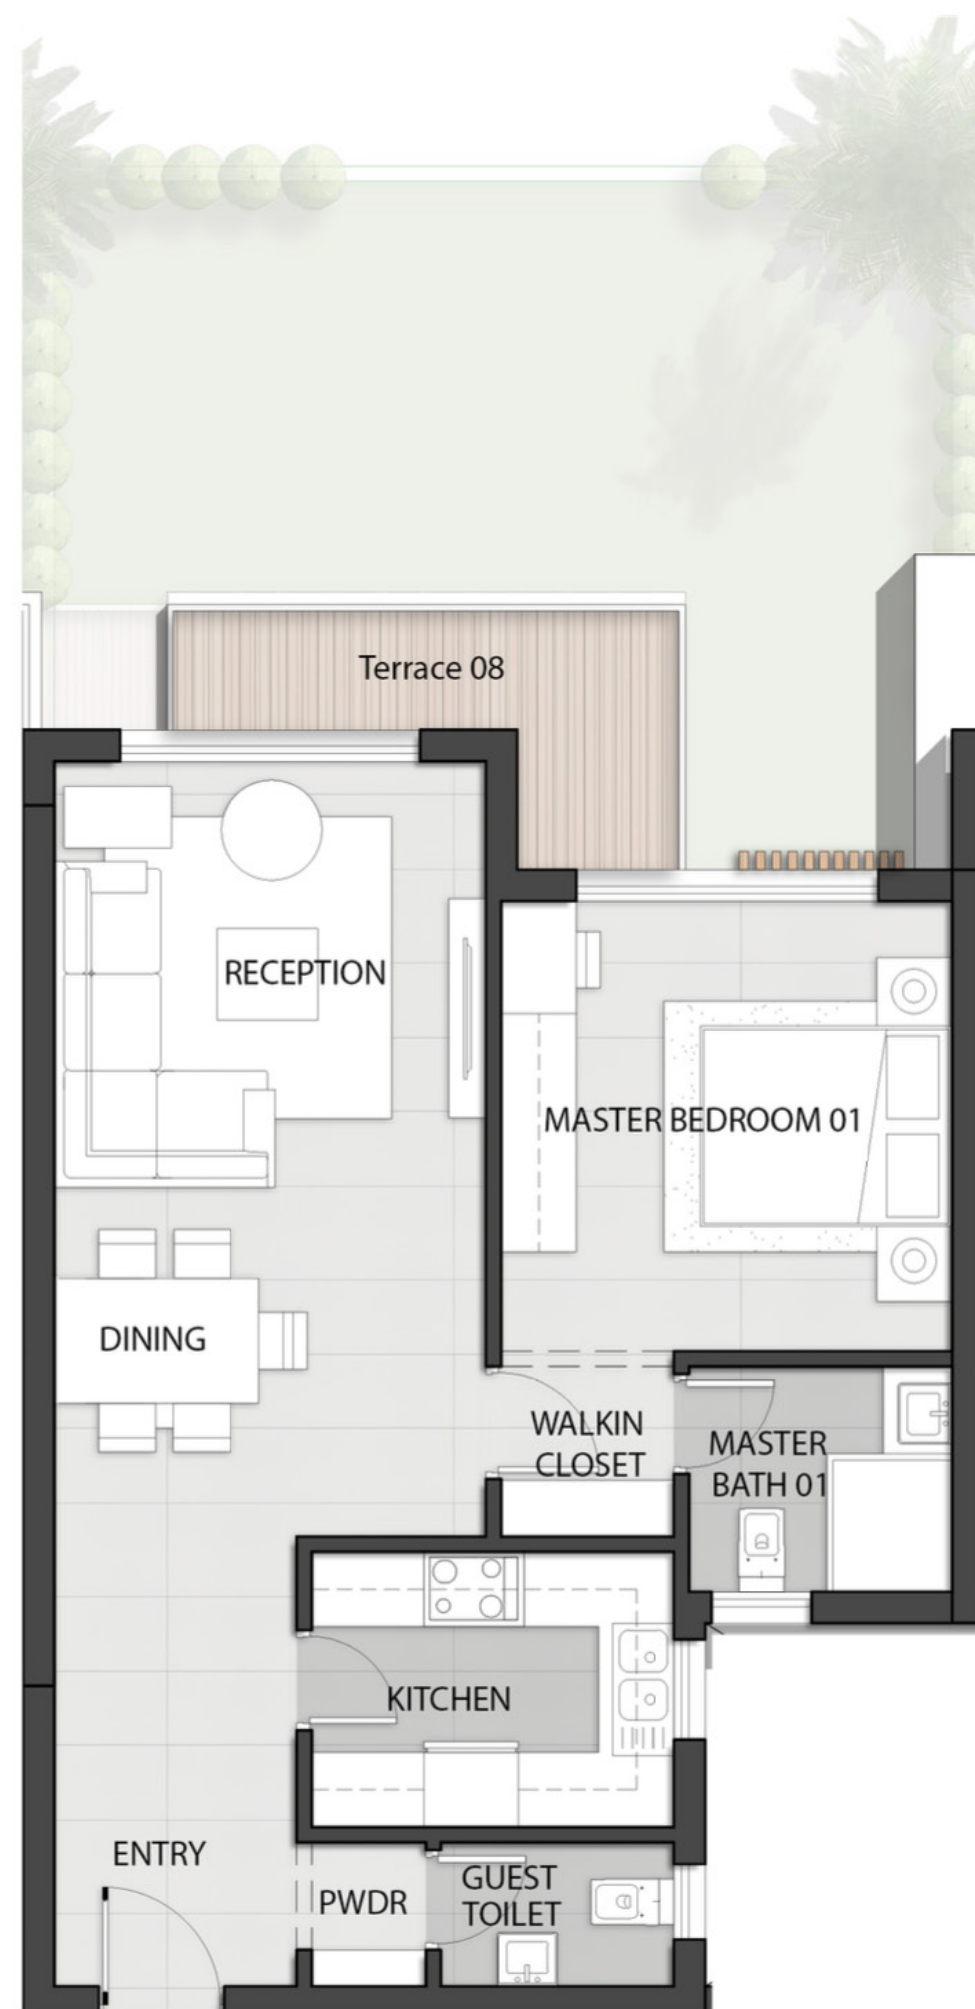 Terrace 08
RECEPTION
MASTER BEDROOM 01
DINING
WALKIN
CLOSET
MASTER
BATH 01
KITCHEN
ENTRY
PWDR
GUEST
TOILET